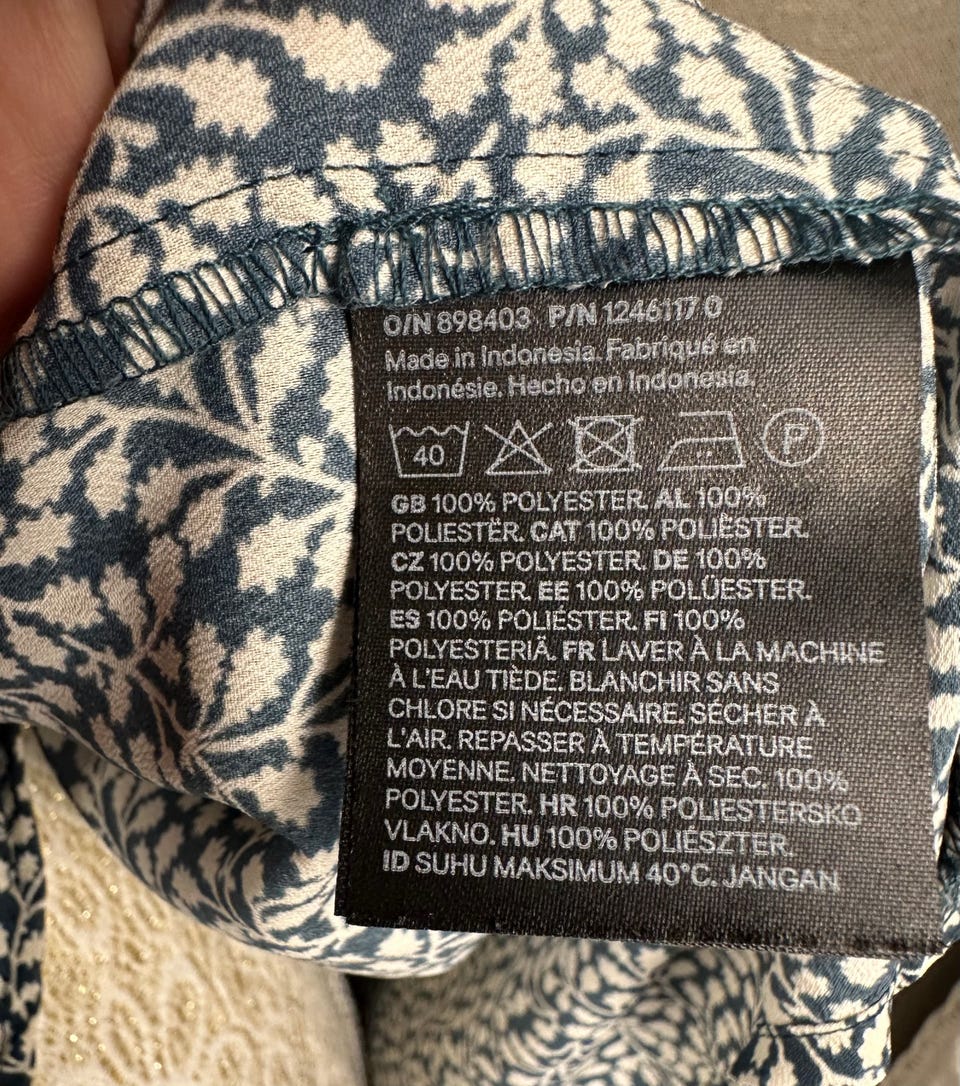 O/N 898403 P/N 1246117 0
Made in Indonesia. Fabriqué en
Indonésie. Hecho en Indonesia.
40 P
GB 100% POLYESTER. AL 100%
POLIESTËR. CAT 100% POLIÈSTER.
CZ 100% POLYESTER. DE 100%
POLYESTER. EE 100% POLÜESTER.
ES 100% POLIÉSTER. FI 100%
POLYESTERIÄ. FR LAVER À LA MACHINE
À L'EAU TIÈDE. BLANCHIR SANS
CHLORE SI NÉCESSAIRE. SÉCHER À
L'AIR. REPASSER À TEMPÉRATURE
MOYENNE. NETTOYAGE À SEC. 100%
POLYESTER. HR 100% POLIESTERSKO
VLAKNO. HU 100% POLIÉSZTER.
ID SUHU MAKSIMUM 40°C. JANGAN